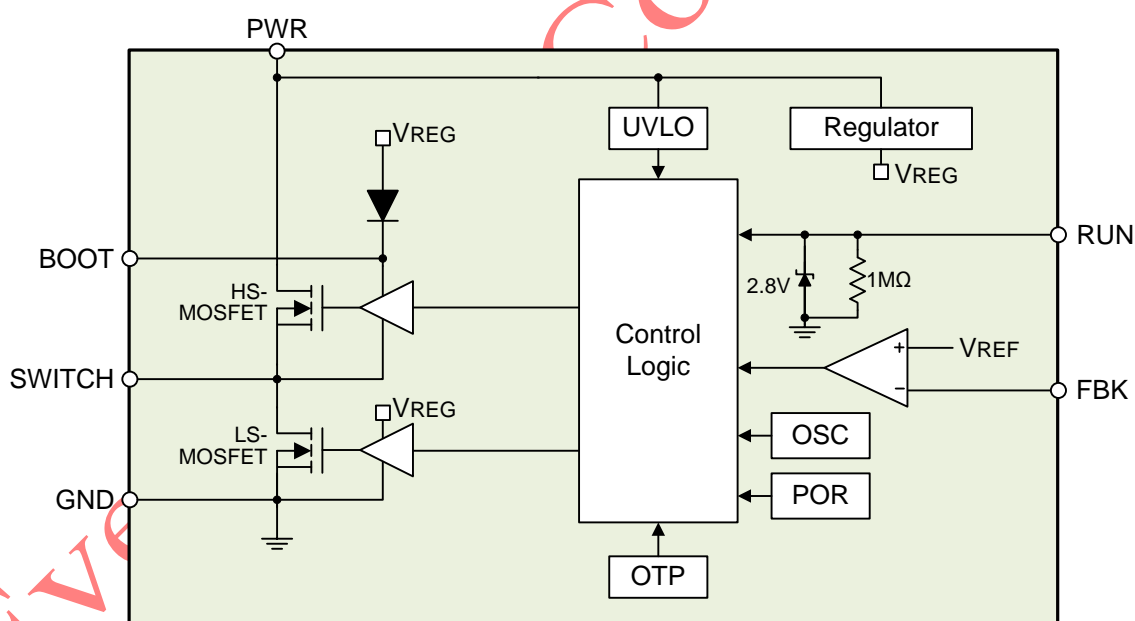 PWR
UVLO
Regulator
VREG
VREG
BOOT
RUN
HS-
MOSFET
2.8V
1MΩ
Control
Logic
SWITCH
+
VREF
−
FBK
VREG
LS-
MOSFET
OSC
GND
POR
OTP